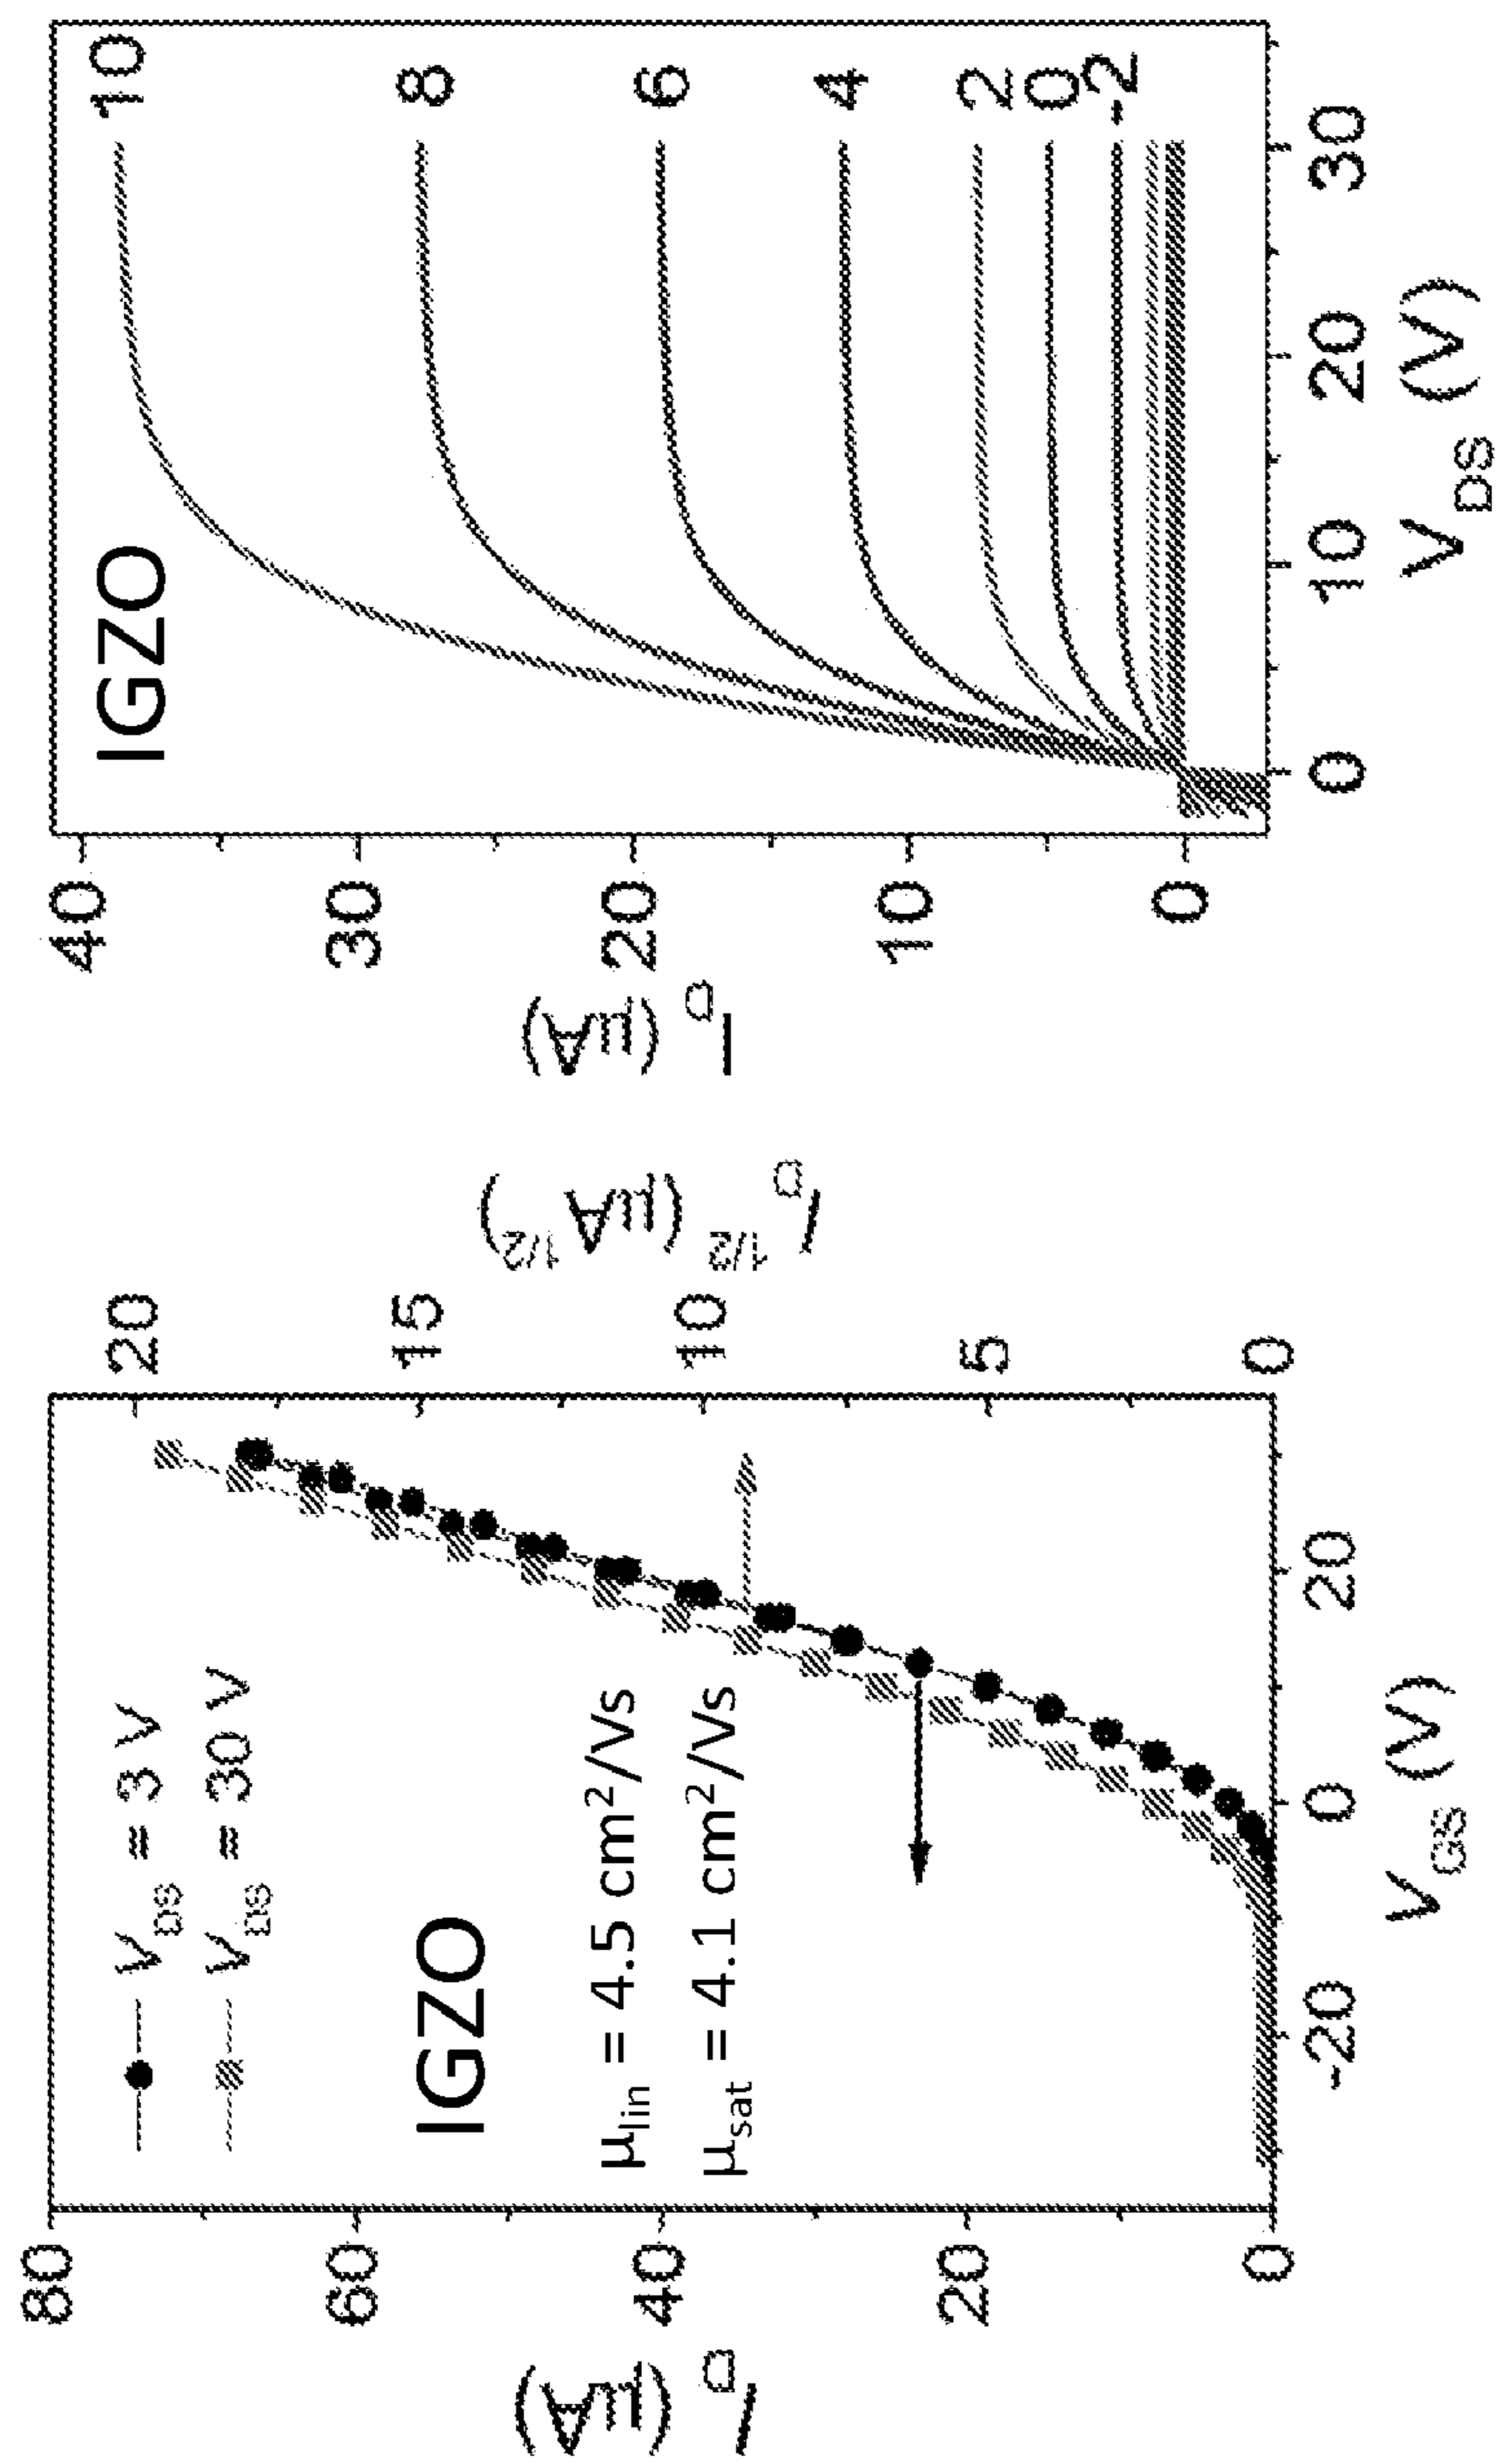 80
60
40
20
0
I_D (µA)
V_DS = 3 V
V_DS = 30 V
IGZO
µ_lin = 4.5 cm²/Vs
µ_sat = 4.1 cm²/Vs
20
15
10
5
0
I_D^1/2 (µA^1/2)
-20 0 20
V_GS (V)
40
30
20
10
0
I_D (µA)
IGZO
10
8
6
4
2
0
-2
0 10 20 30
V_DS (V)